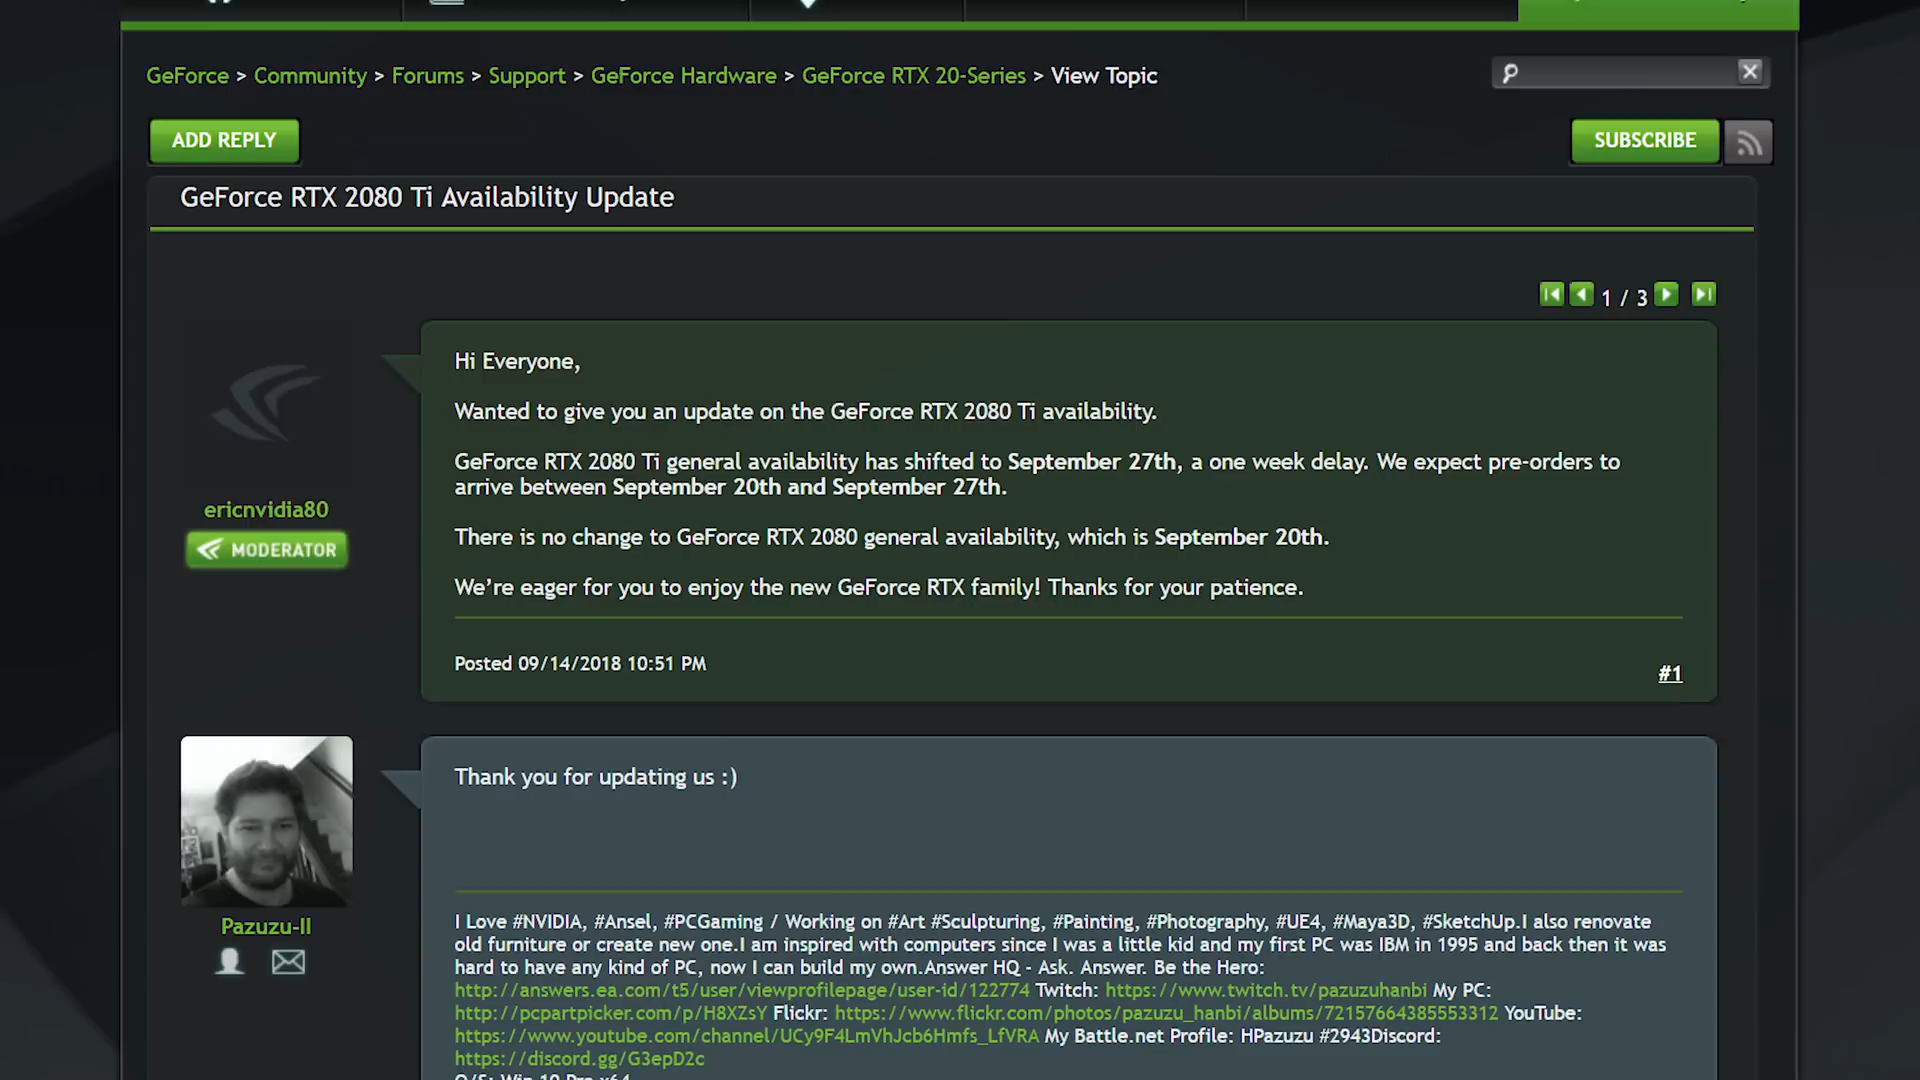 GeForce > Community > Forums > Support > GeForce Hardware > GeForce RTX 20-Series > View Topic
ADD REPLY
SUBSCRIBE
GeForce RTX 2080 Ti Availability Update
1 / 3
Hi Everyone,
Wanted to give you an update on the GeForce RTX 2080 Ti availability.
GeForce RTX 2080 Ti general availability has shifted to September 27th, a one week delay. We expect pre-orders to
arrive between September 20th and September 27th.
There is no change to GeForce RTX 2080 general availability, which is September 20th.
We’re eager for you to enjoy the new GeForce RTX family! Thanks for your patience.
ericnvidia80
MODERATOR
Posted 09/14/2018 10:51 PM
#1
Thank you for updating us :)
Pazuzu-II
I Love #NVIDIA, #Ansel, #PCGaming / Working on #Art #Sculpturing, #Painting, #Photography, #UE4, #Maya3D, #SketchUp.I also renovate
old furniture or create new one.I am inspired with computers since I was a little kid and my first PC was IBM in 1995 and back then it was
hard to have any kind of PC, now I can build my own.Answer HQ - Ask. Answer. Be the Hero:
http://answers.ea.com/t5/user/viewprofilepage/user-id/122774 Twitch: https://www.twitch.tv/pazuzuhanbi My PC:
http://pcpartpicker.com/p/H8XZsY Flickr: https://www.flickr.com/photos/pazuzu_hanbi/albums/72157664385553312 YouTube:
https://www.youtube.com/channel/UCy9F4LmVhJcb6Hmfs_LfVRA My Battle.net Profile: HPazuzu #2943Discord:
https://discord.gg/G3epD2c
O/S: Win 10 Pro x64